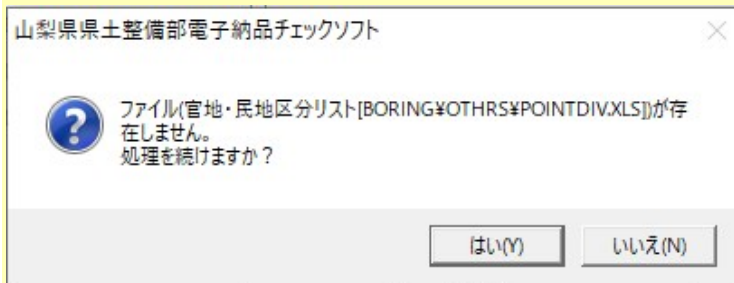 山梨県県土整備部電子納品チェックソフト
ファイル(官地・民地区分リスト[BORING¥OTHRS¥POINTDIV.XLS])が存
在しません。
処理を続けますか？
はい(Y)
いいえ(N)